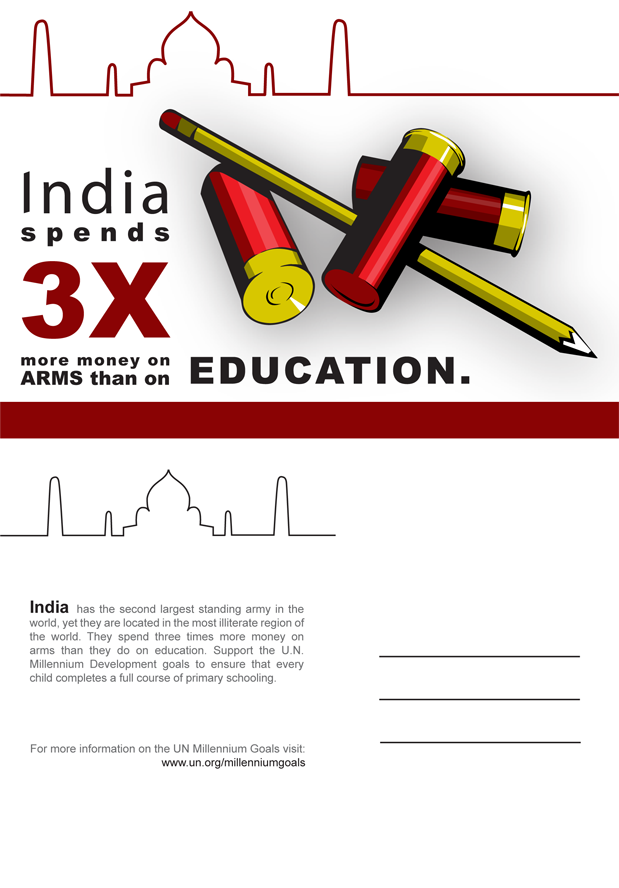 India
spends
3X
more money on
ARMS than on EDUCATION.
India has the second largest standing army in the
world, yet they are located in the most illiterate region of
the world. They spend three times more money on
arms than they do on education. Support the U.N.
Millennium Development goals to ensure that every
child completes a full course of primary schooling.
For more information on the UN Millennium Goals visit:
www.un.org/millenniumgoals